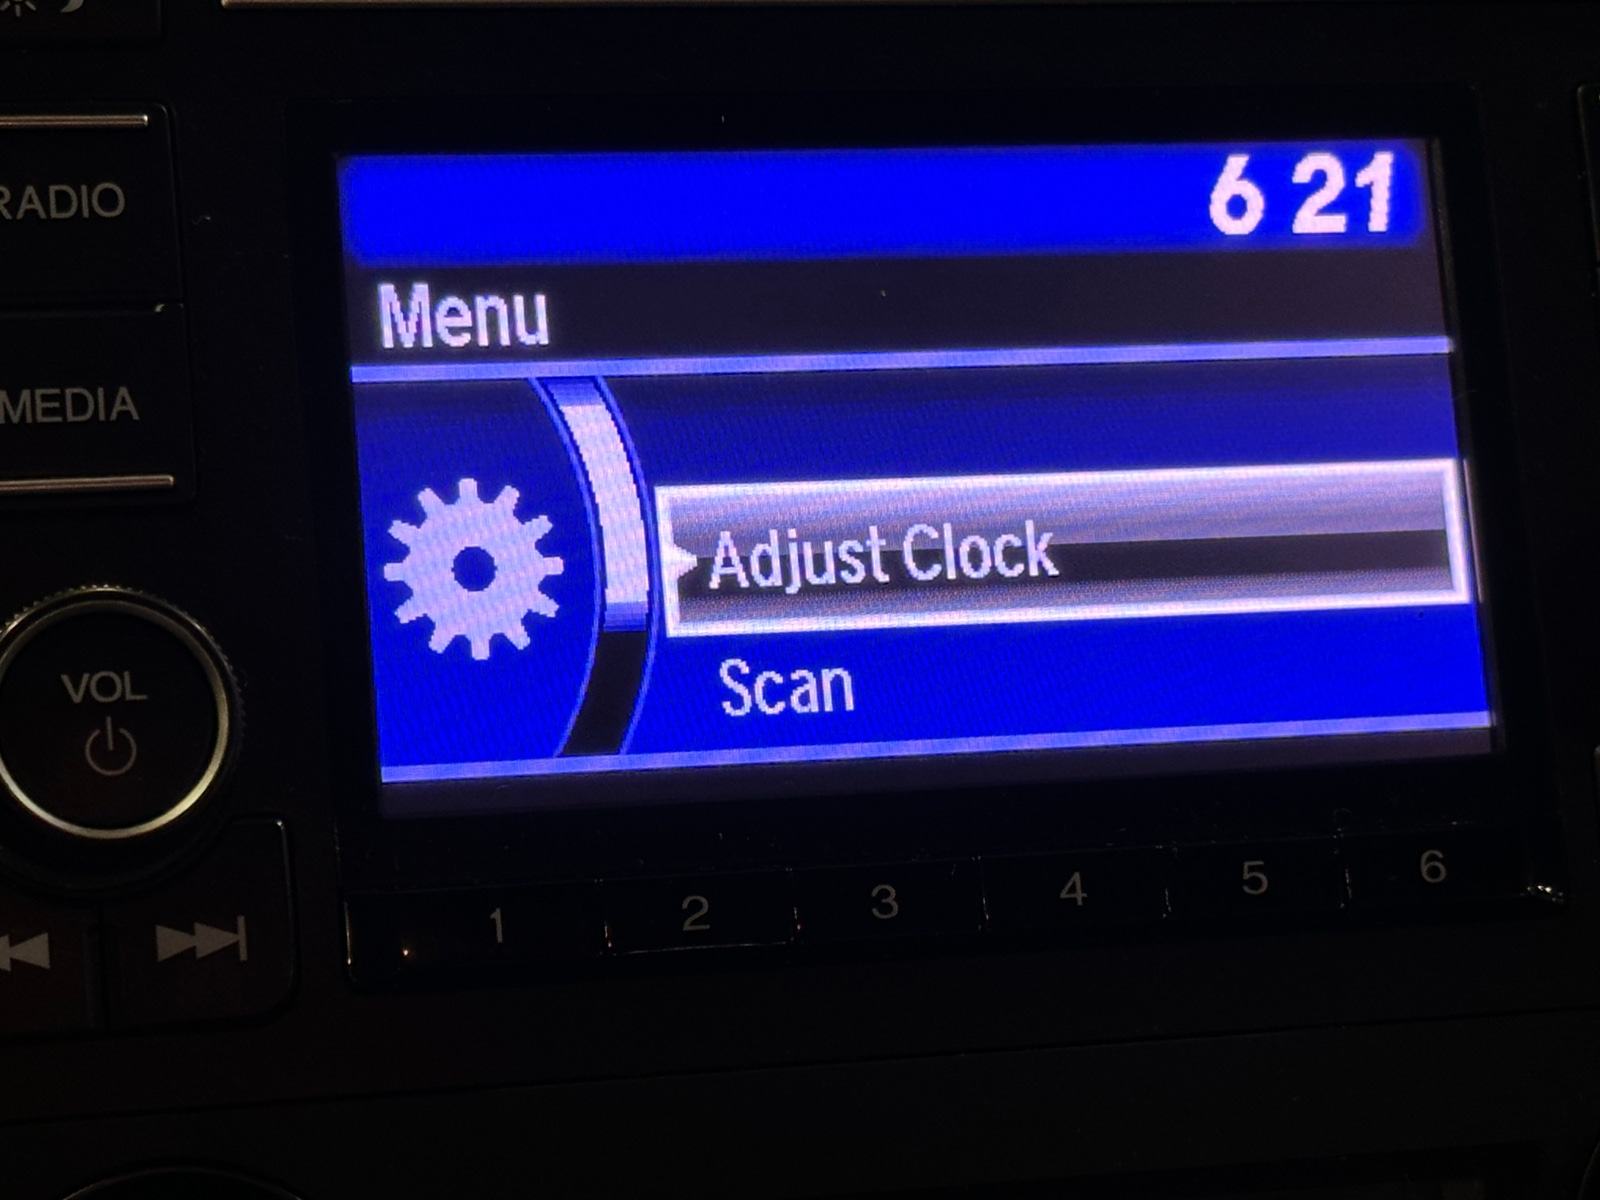 6 21
RADIO
Menu
MEDIA
Adjust Clock
Scan
VOL
1 2 3 4 5 6